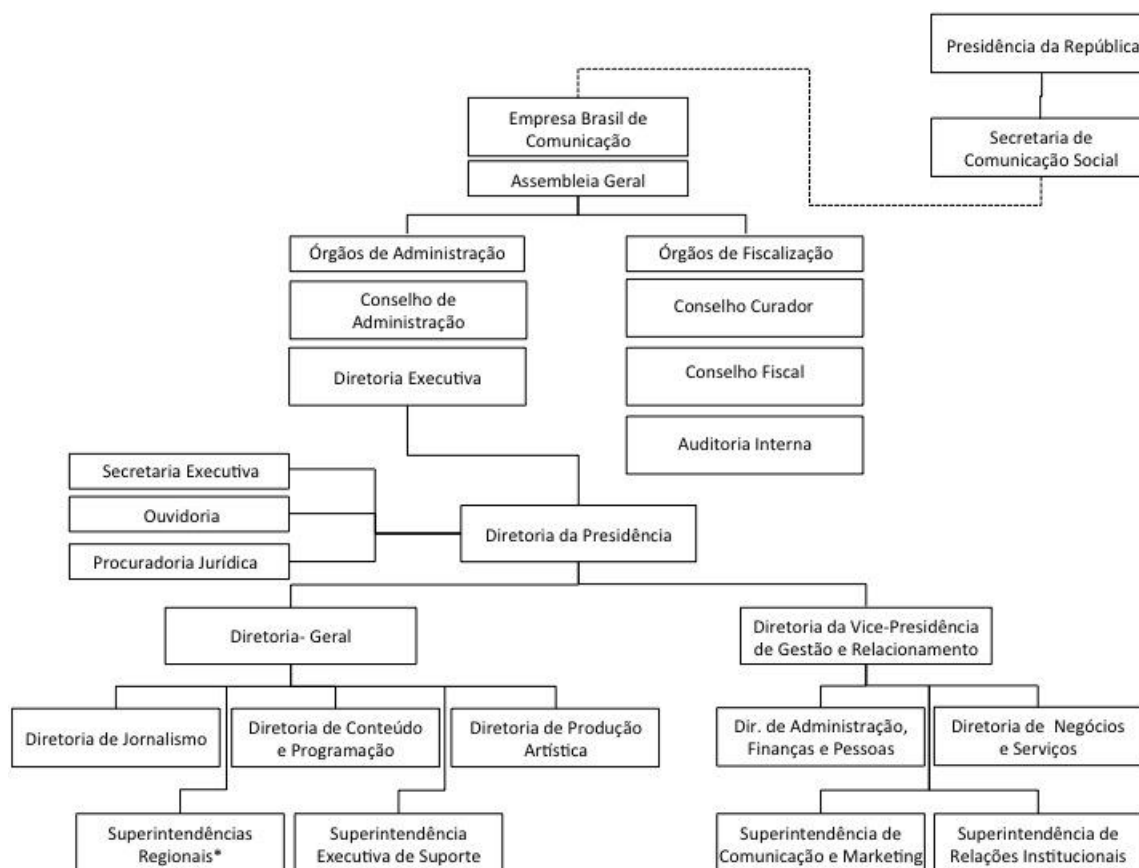 Presidência da República
Empresa Brasil de
Comunicação
Secretaria de
Comunicação Social
Assembleia Geral
Órgãos de Administração
Órgãos de Fiscalização
Conselho de
Administração
Conselho Curador
Diretoria Executiva
Conselho Fiscal
Auditoria Interna
Secretaria Executiva
Ouvidoria
Procuradoria Jurídica
Diretoria da Presidência
Diretoria- Geral
Diretoria da Vice-Presidência
de Gestão e Relacionamento
Diretoria de Jornalismo
Diretoria de Conteúdo
e Programação
Diretoria de Produção
Artística
Dir. de Administração,
Finanças e Pessoas
Diretoria de Negócios
e Serviços
Superintendências
Regionais*
Superintendência
Executiva de Suporte
Superintendência de
Comunicação e Marketing
Superintendência de
Relações Institucionais